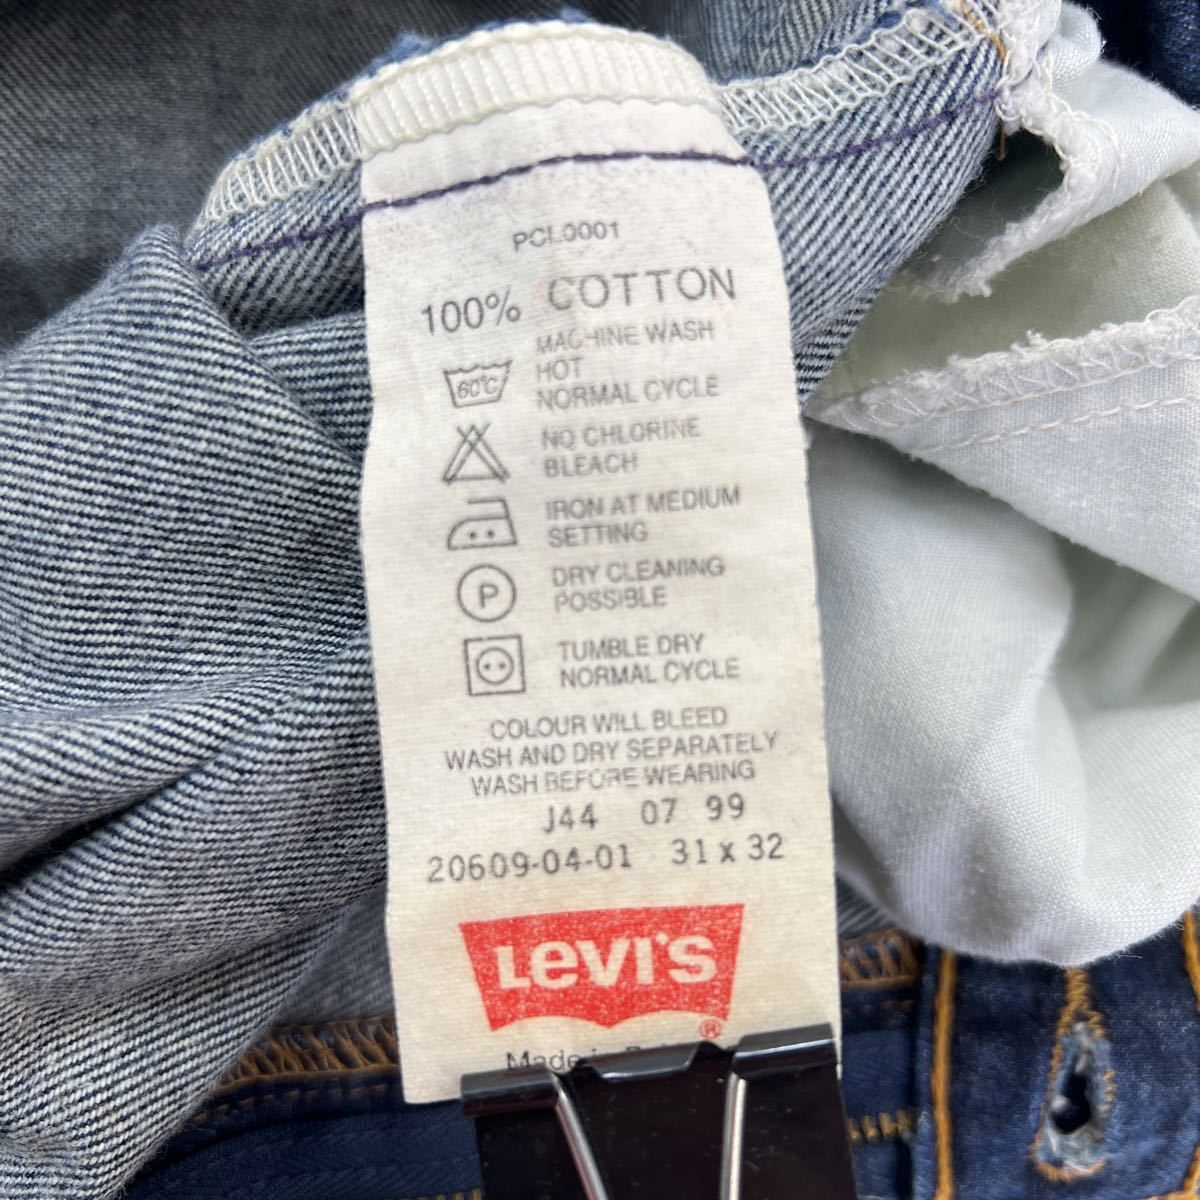 PCL0001
100% COTTON
60°C
MACHINE WASH
HOT
NORMAL CYCLE
NO CHLORINE
BLEACH
IRON AT MEDIUM
SETTING
P
DRY CLEANING
POSSIBLE
TUMBLE DRY
NORMAL CYCLE
COLOUR WILL BLEED
WASH AND DRY SEPARATELY
WASH BEFORE WEARING
J44 07 99
20609-04-01 31 x 32
LEVI'S ®
Made in